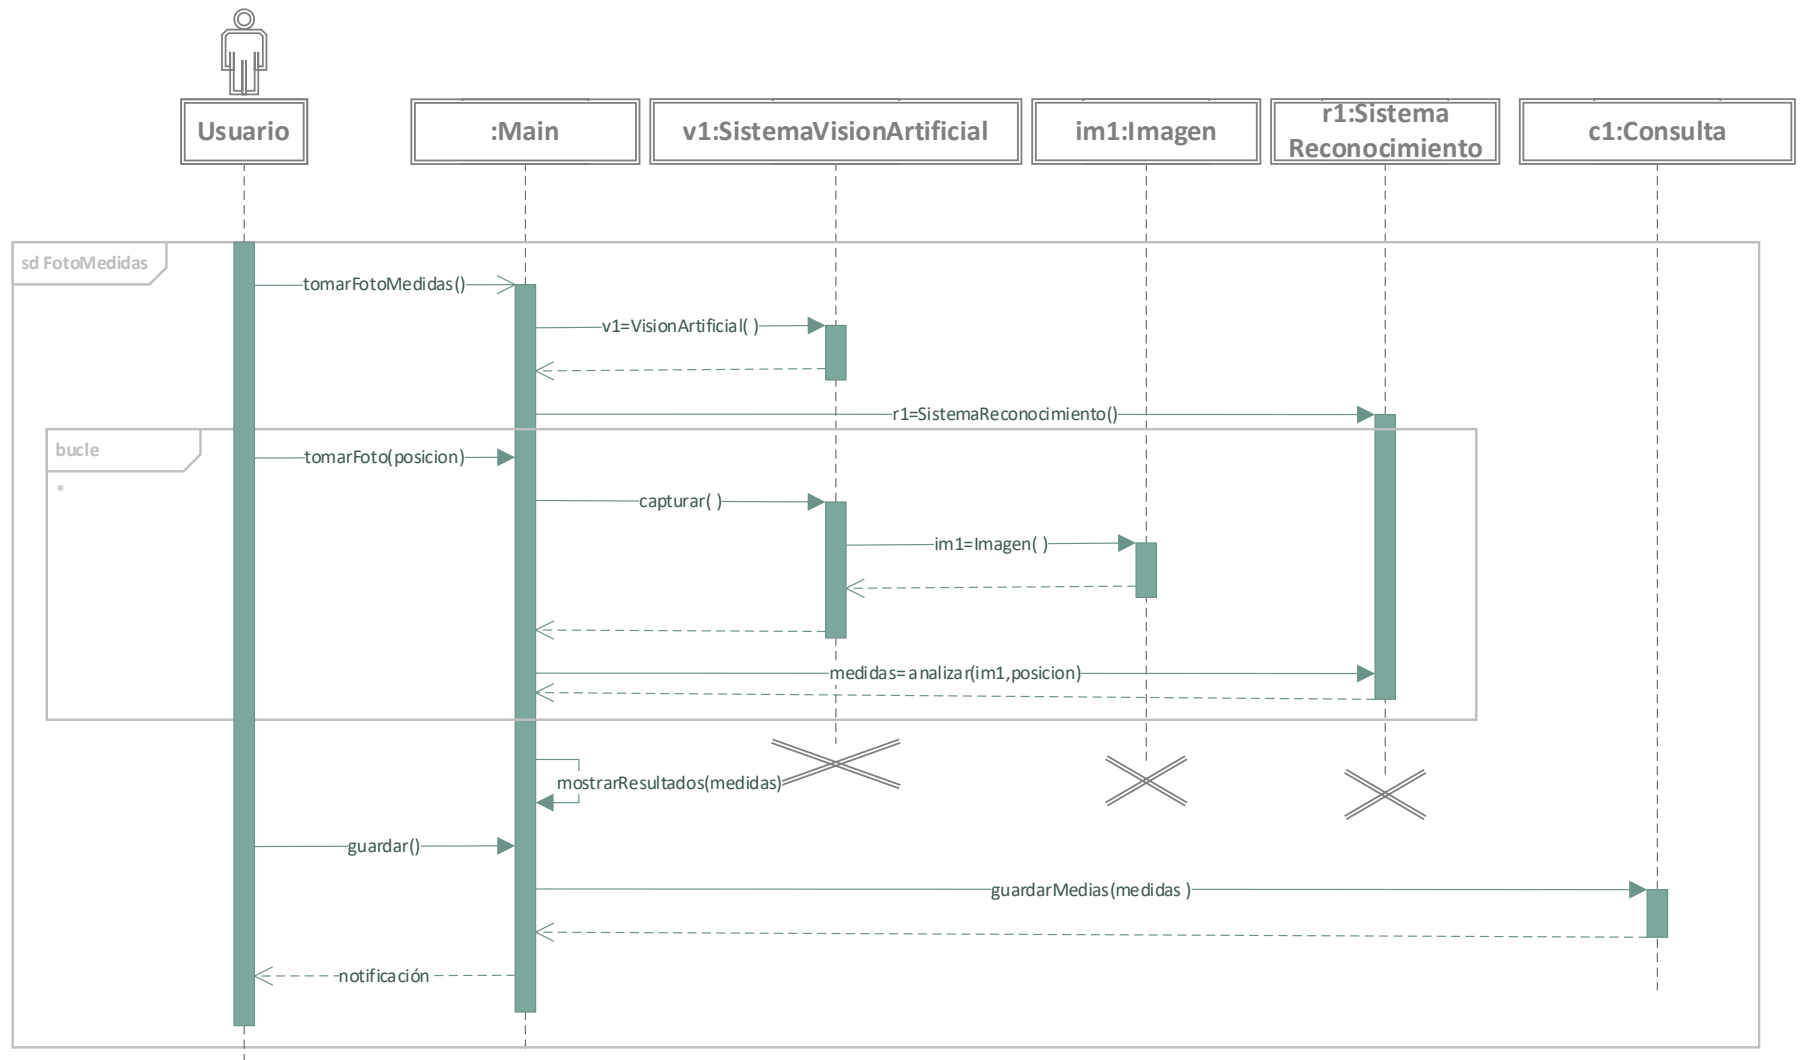 Usuario
:Main
v1:SistemaVisionArtificial
im1:Imagen
r1:Sistema
Reconocimiento
c1:Consulta
sd FotoMedidas
tomarFotoMedidas()
v1=VisionArtificial( )
r1=SistemaReconocimiento()
bucle
tomarFoto(posicion)
*
capturar( )
im1=Imagen( )
medidas=analizar(im1,posicion)
mostrarResultados(medidas)
guardar()
guardarMedias(medidas )
notificación